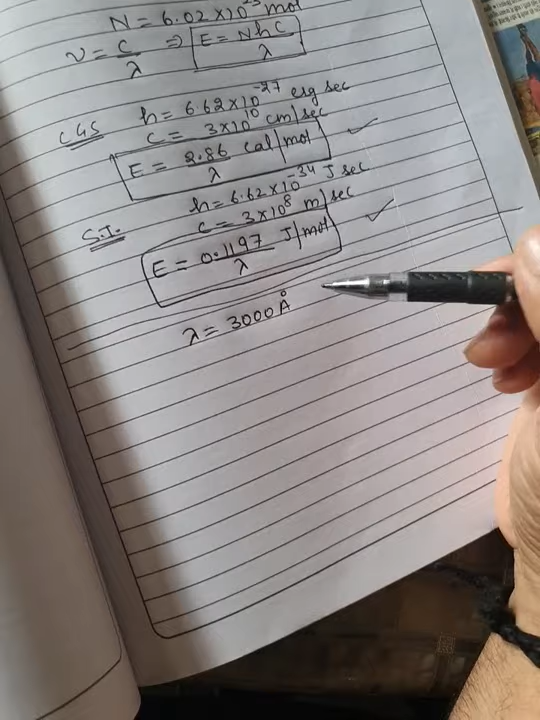 N = 6.02×10²³ mol
ν = C/λ ⇒ E = NhC/λ
CGS h = 6.62×10⁻²⁷ erg sec
C = 3×10¹⁰ cm/sec
E = 2.86/λ cal/mol ✓
S.I. h = 6.62×10⁻³⁴ J sec
C = 3×10⁸ m/sec
E = 0.1197/λ J/mol ✓
λ = 3000Å